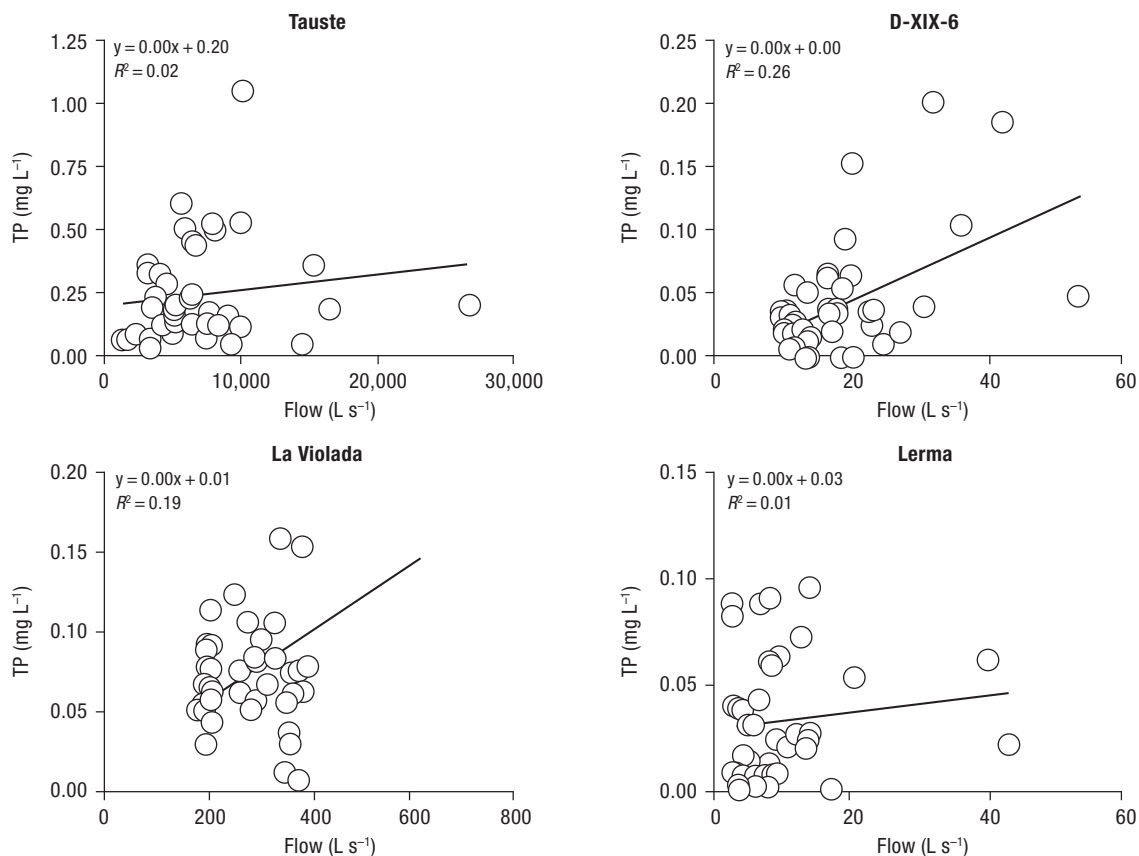 Tauste
y = 0.00x + 0.20
R² = 0.02
1.25
1.00
0.75
0.50
0.25
0.00
TP (mg L⁻¹)
0 10,000 20,000 30,000
Flow (L s⁻¹)
D-XIX-6
y = 0.00x + 0.00
R² = 0.26
0.25
0.20
0.15
0.10
0.05
0.00
TP (mg L⁻¹)
0 20 40 60
Flow (L s⁻¹)
La Violada
y = 0.00x + 0.01
R² = 0.19
0.20
0.15
0.10
0.05
0.00
TP (mg L⁻¹)
200 400 600 800
Flow (L s⁻¹)
Lerma
y = 0.00x + 0.03
R² = 0.01
0.15
0.10
0.05
0.00
TP (mg L⁻¹)
0 20 40 60
Flow (L s⁻¹)